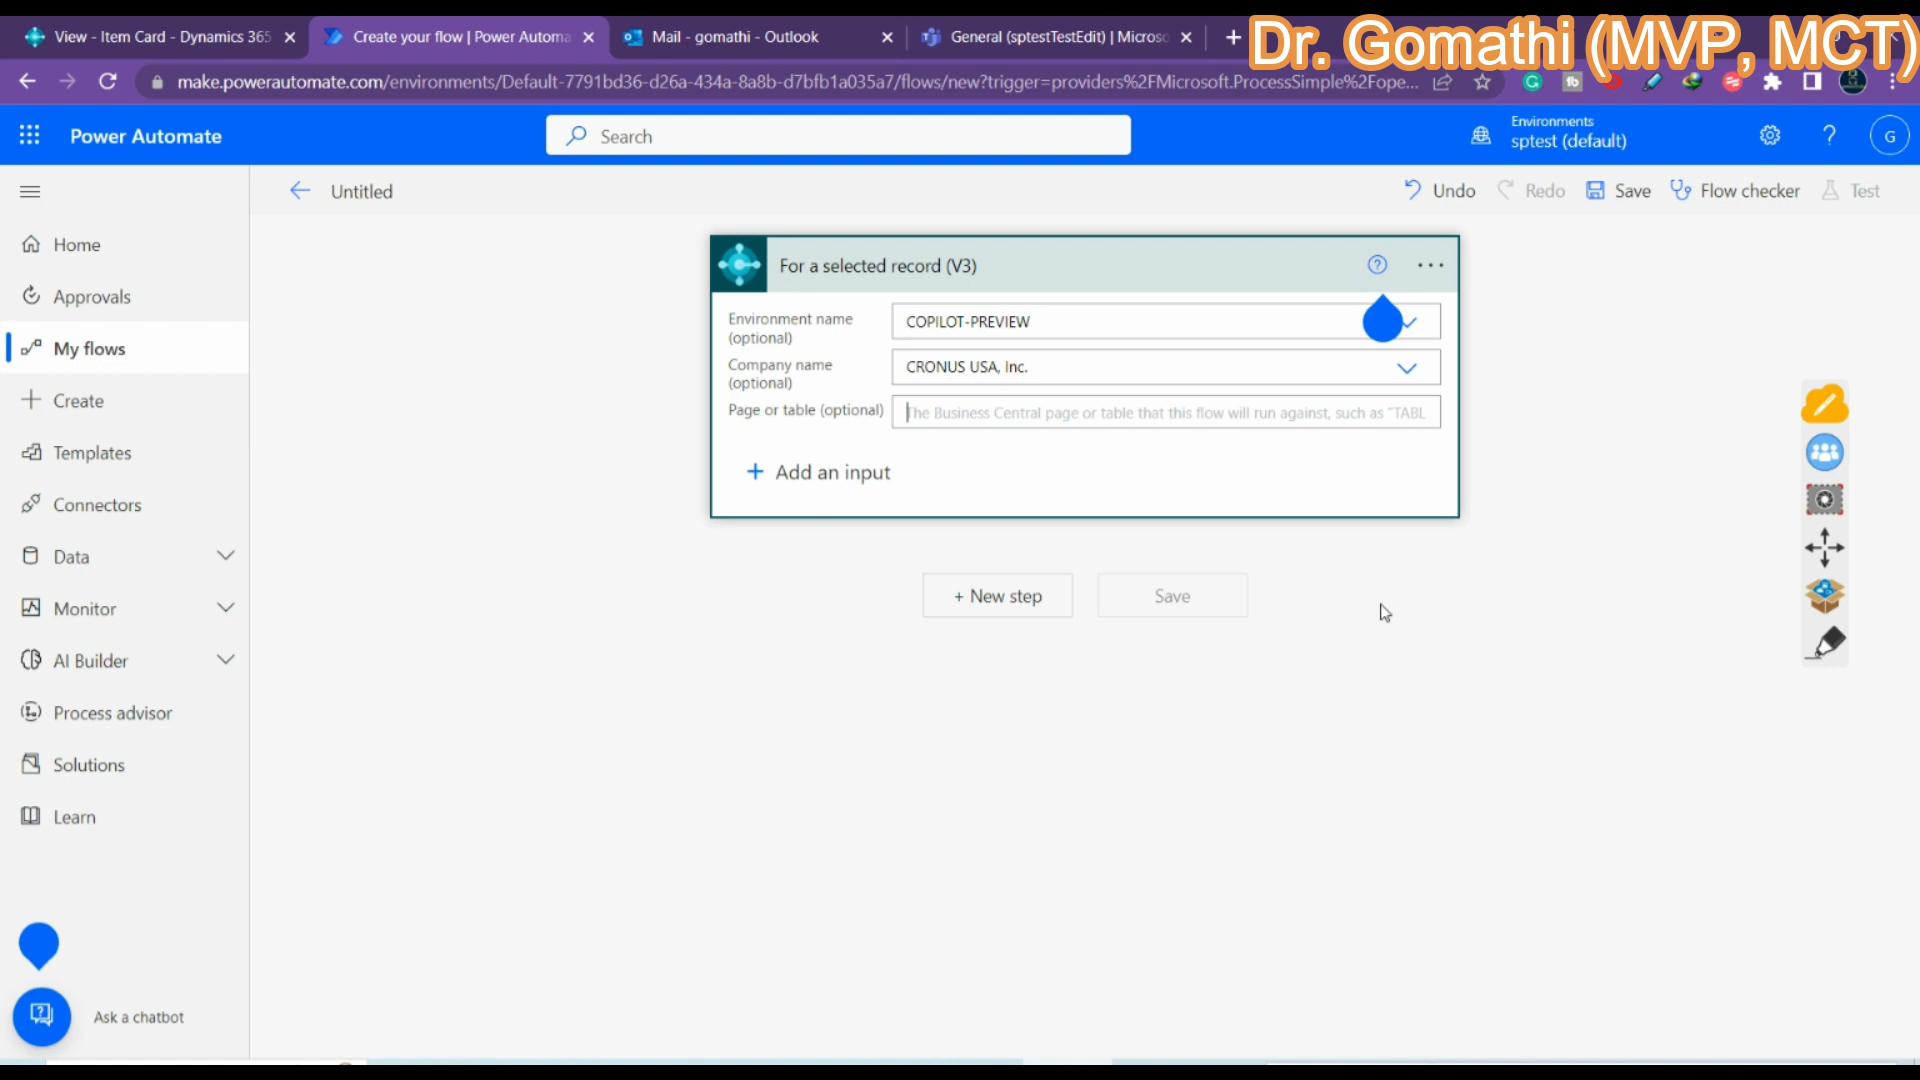 Dr. Gomathi (MVP, MCT)
View - Item Card - Dynamics 365
Create your flow | Power Automa
Mail - gomathi - Outlook
General (sptestTestEdit) | Micros
make.powerautomate.com/environments/Default-7791bd36-d26a-434a-8a8b-d7bfb1a035a7/flows/new?trigger=providers%2FMicrosoft.ProcessSimple%2Fope...
Power Automate
Search
Environments
sptest (default)
G
Untitled
Undo
Redo
Save
Flow checker
Test
Home
Approvals
My flows
Create
Templates
Connectors
Data
Monitor
AI Builder
Process advisor
Solutions
Learn
Ask a chatbot
For a selected record (V3)
Environment name
(optional)
COPILOT-PREVIEW
Company name
(optional)
CRONUS USA, Inc.
Page or table (optional)
The Business Central page or table that this flow will run against, such as "TABL
+ Add an input
+ New step
Save